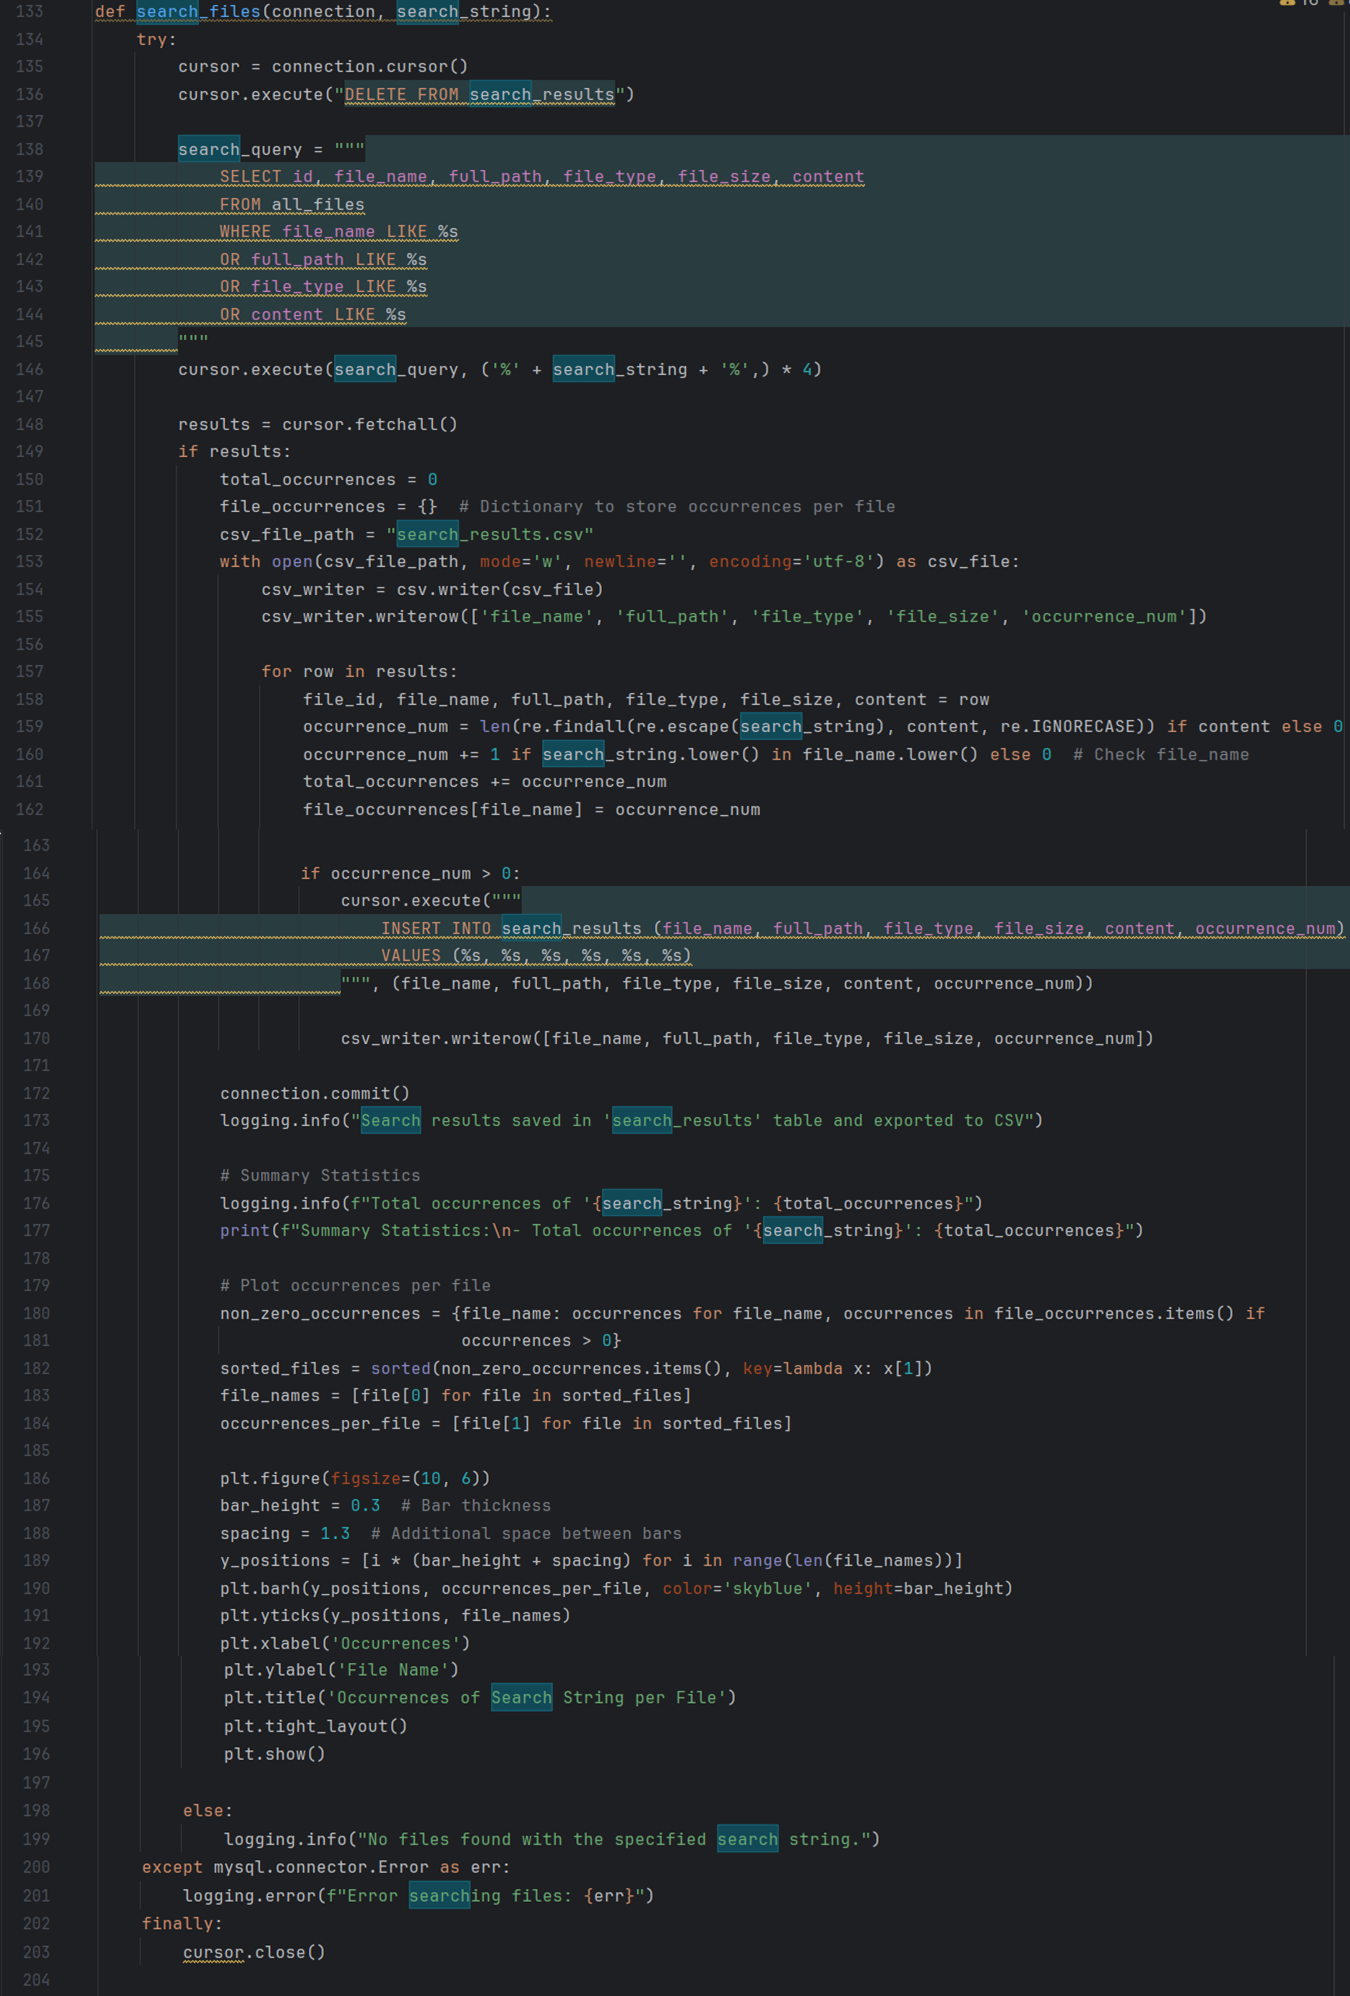 133 def search_files(connection, search_string):
134     try:
135         cursor = connection.cursor()
136         cursor.execute("DELETE FROM search_results")
137
138         search_query = """
139             SELECT id, file_name, full_path, file_type, file_size, content
140             FROM all_files
141             WHERE file_name LIKE %s
142             OR full_path LIKE %s
143             OR file_type LIKE %s
144             OR content LIKE %s
145         """
146         cursor.execute(search_query, ('%' + search_string + '%',) * 4)
147
148         results = cursor.fetchall()
149         if results:
150             total_occurrences = 0
151             file_occurrences = {}  # Dictionary to store occurrences per file
152             csv_file_path = "search_results.csv"
153             with open(csv_file_path, mode='w', newline='', encoding='utf-8') as csv_file:
154                 csv_writer = csv.writer(csv_file)
155                 csv_writer.writerow(['file_name', 'full_path', 'file_type', 'file_size', 'occurrence_num'])
156
157                 for row in results:
158                     file_id, file_name, full_path, file_type, file_size, content = row
159                     occurrence_num = len(re.findall(re.escape(search_string), content, re.IGNORECASE)) if content else 0
160                     occurrence_num += 1 if search_string.lower() in file_name.lower() else 0  # Check file_name
161                     total_occurrences += occurrence_num
162                     file_occurrences[file_name] = occurrence_num
163
164                     if occurrence_num > 0:
165                         cursor.execute("""
166                             INSERT INTO search_results (file_name, full_path, file_type, file_size, content, occurrence_num)
167                             VALUES (%s, %s, %s, %s, %s, %s)
168                         """, (file_name, full_path, file_type, file_size, content, occurrence_num))
169
170                         csv_writer.writerow([file_name, full_path, file_type, file_size, occurrence_num])
171
172             connection.commit()
173             logging.info("Search results saved in 'search_results' table and exported to CSV")
174
175             # Summary Statistics
176             logging.info(f"Total occurrences of '{search_string}': {total_occurrences}")
177             print(f"Summary Statistics:\n- Total occurrences of '{search_string}': {total_occurrences}")
178
179             # Plot occurrences per file
180             non_zero_occurrences = {file_name: occurrences for file_name, occurrences in file_occurrences.items() if
181                                     occurrences > 0}
182             sorted_files = sorted(non_zero_occurrences.items(), key=lambda x: x[1])
183             file_names = [file[0] for file in sorted_files]
184             occurrences_per_file = [file[1] for file in sorted_files]
185
186             plt.figure(figsize=(10, 6))
187             bar_height = 0.3  # Bar thickness
188             spacing = 1.3  # Additional space between bars
189             y_positions = [i * (bar_height + spacing) for i in range(len(file_names))]
190             plt.barh(y_positions, occurrences_per_file, color='skyblue', height=bar_height)
191             plt.yticks(y_positions, file_names)
192             plt.xlabel('Occurrences')
193             plt.ylabel('File Name')
194             plt.title('Occurrences of Search String per File')
195             plt.tight_layout()
196             plt.show()
197
198         else:
199             logging.info("No files found with the specified search string.")
200     except mysql.connector.Error as err:
201         logging.error(f"Error searching files: {err}")
202     finally:
203         cursor.close()
204